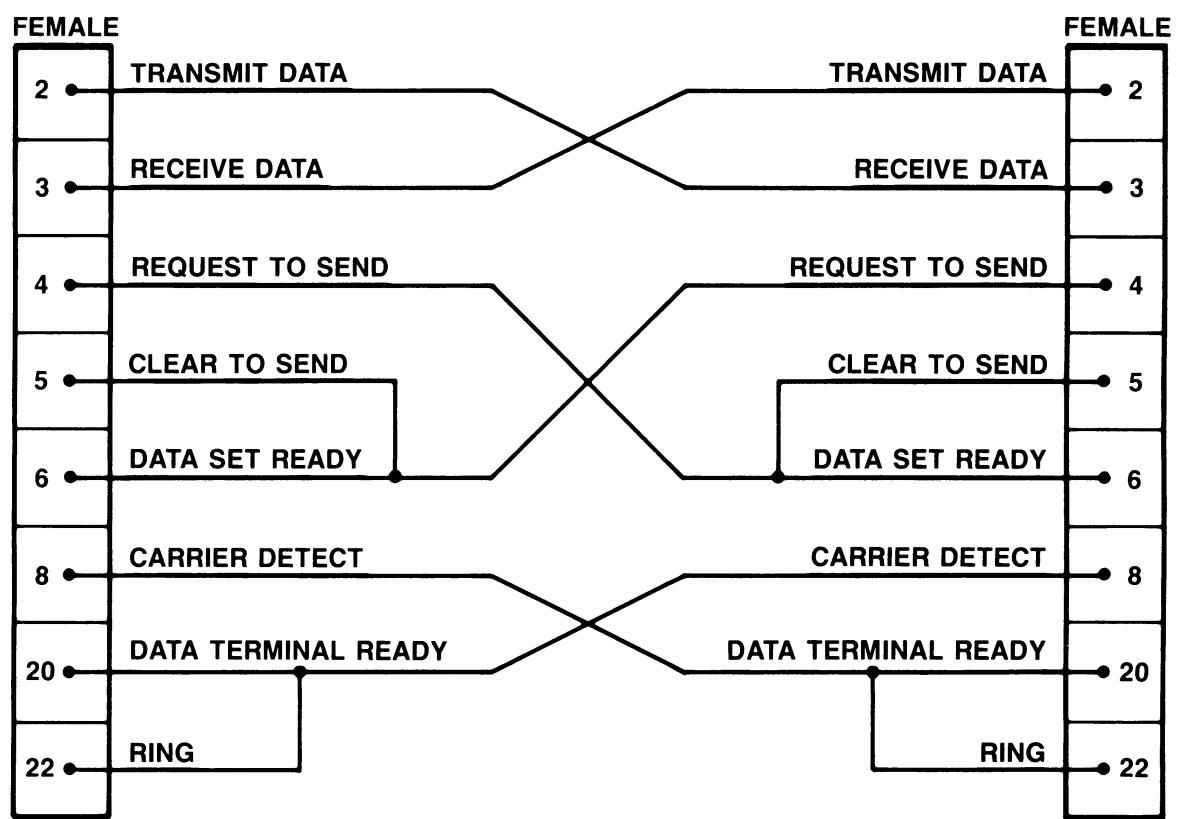 FEMALE FEMALE
2 TRANSMIT DATA TRANSMIT DATA 2
3 RECEIVE DATA RECEIVE DATA 3
4 REQUEST TO SEND REQUEST TO SEND 4
5 CLEAR TO SEND CLEAR TO SEND 5
6 DATA SET READY DATA SET READY 6
8 CARRIER DETECT CARRIER DETECT 8
20 DATA TERMINAL READY DATA TERMINAL READY 20
22 RING RING 22